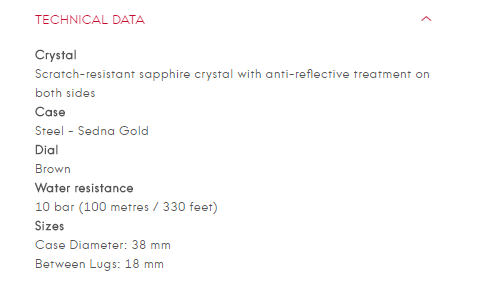 TECHNICAL DATA
Crystal
Scratch-resistant sapphire crystal with anti-reflective treatment on
both sides
Case
Steel - Sedna Gold
Dial
Brown
Water resistance
10 bar (100 metres / 330 feet)
Sizes
Case Diameter: 38 mm
Between Lugs: 18 mm